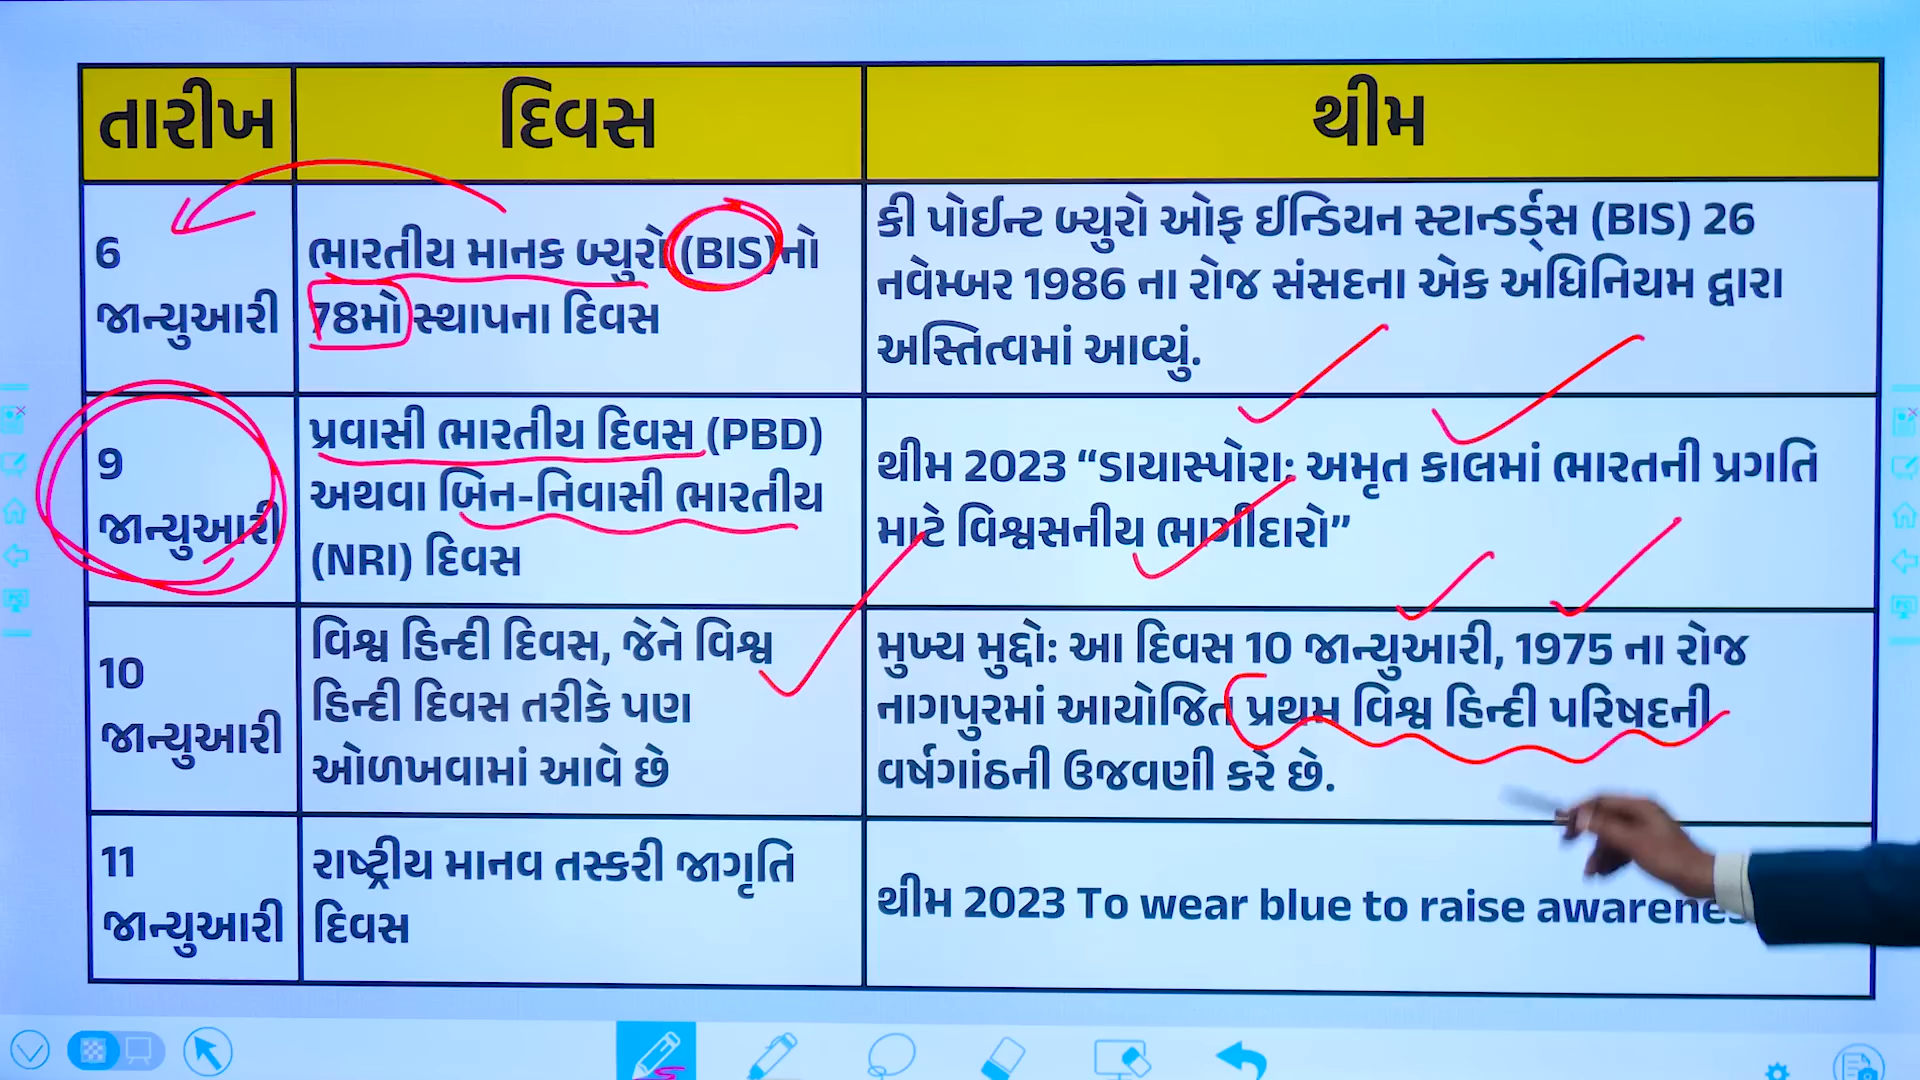 તારીખ
દિવસ
થીમ
6
જાન્યુઆરી
ભારતીય માનક બ્યુરો (BIS)નો
78મો સ્થાપના દિવસ
કી પોઈન્ટ બ્યુરો ઓફ ઈન્ડિયન સ્ટાન્ડર્ડ્સ (BIS) 26
નવેમ્બર 1986 ના રોજ સંસદના એક અધિનિયમ દ્વારા
અસ્તિત્વમાં આવ્યું.
9
જાન્યુઆરી
પ્રવાસી ભારતીય દિવસ (PBD)
અથવા બિન-નિવાસી ભારતીય
(NRI) દિવસ
થીમ 2023 “ડાયાસ્પોરા: અમૃત કાલમાં ભારતની પ્રગતિ
માટે વિશ્વસનીય ભાગીદારો”
10
જાન્યુઆરી
વિશ્વ હિન્દી દિવસ, જેને વિશ્વ
હિન્દી દિવસ તરીકે પણ
ઓળખવામાં આવે છે
મુખ્ય મુદ્દો: આ દિવસ 10 જાન્યુઆરી, 1975 ના રોજ
નાગપુરમાં આયોજિત પ્રથમ વિશ્વ હિન્દી પરિષદની
વર્ષગાંઠની ઉજવણી કરે છે.
11
જાન્યુઆરી
રાષ્ટ્રીય માનવ તસ્કરી જાગૃતિ
દિવસ
થીમ 2023 To wear blue to raise